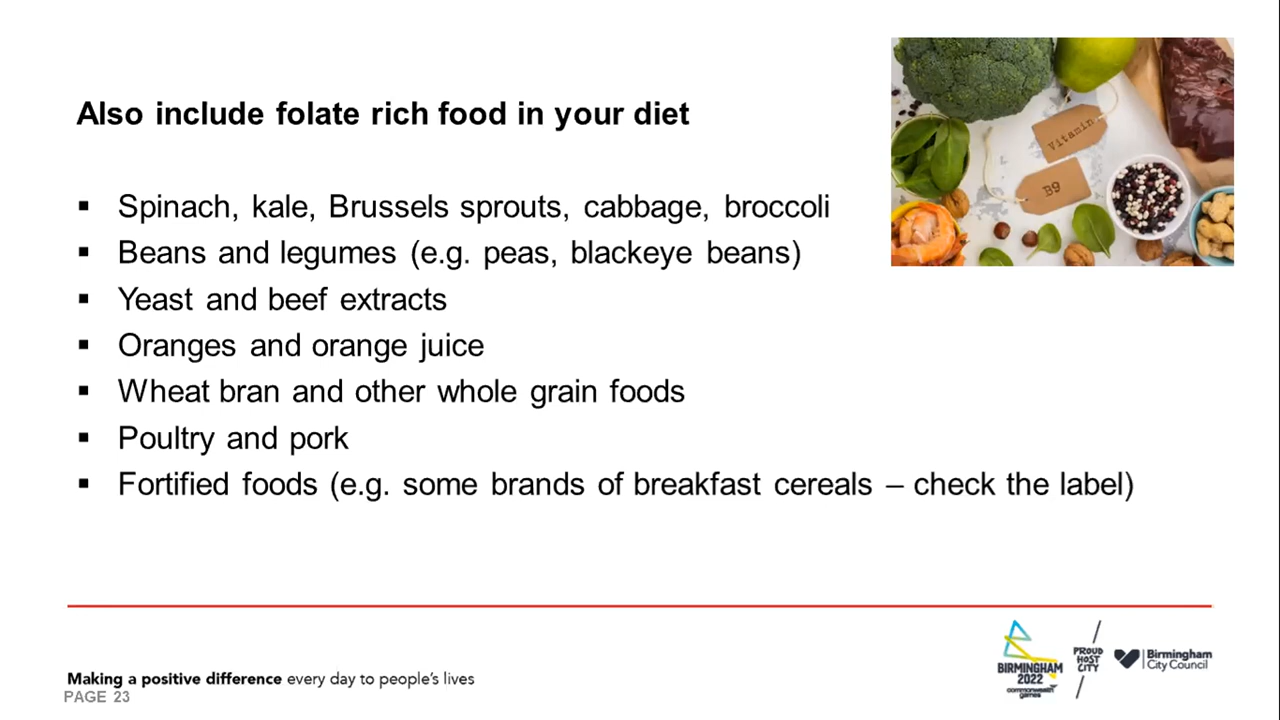 Also include folate rich food in your diet
Vitamin
B9
▪ Spinach, kale, Brussels sprouts, cabbage, broccoli
▪ Beans and legumes (e.g. peas, blackeye beans)
▪ Yeast and beef extracts
▪ Oranges and orange juice
▪ Wheat bran and other whole grain foods
▪ Poultry and pork
▪ Fortified foods (e.g. some brands of breakfast cereals – check the label)
Making a positive difference every day to people's lives
PAGE 23
BIRMINGHAM
2022
commonwealth
games
PROUD
HOST
CITY
Birmingham
City Council